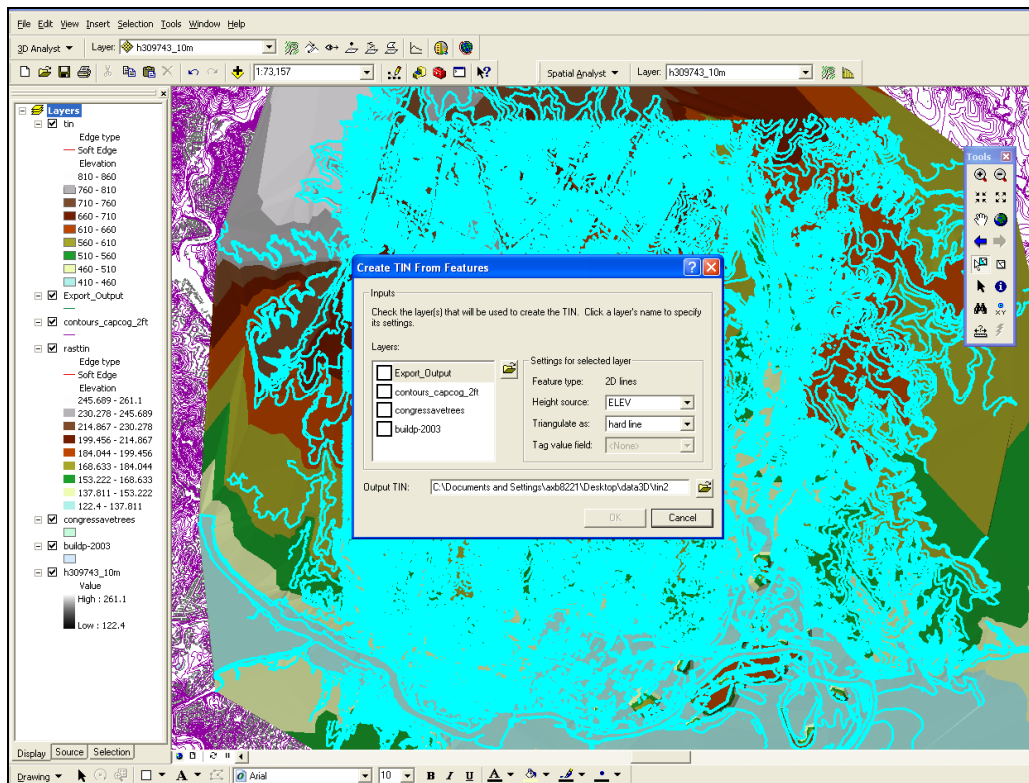 File Edit View Insert Selection Tools Window Help
3D Analyst Layer: h309743_10m
1:73,157
Spatial Analyst Layer: h309743_10m
Layers
tin
Edge type
Soft Edge
Elevation
810 - 860
760 - 810
710 - 760
660 - 710
610 - 660
560 - 610
510 - 560
460 - 510
410 - 460
Export_Output
contours_capcog_2ft
rasttin
Edge type
Soft Edge
Elevation
245.689 - 261.1
230.278 - 245.689
214.867 - 230.278
199.456 - 214.867
184.044 - 199.456
168.633 - 184.044
153.222 - 168.633
137.811 - 153.222
122.4 - 137.811
congressavetrees
buildp-2003
h309743_10m
Value
High : 261.1
Low : 122.4
Display Source Selection
Tools
XY
Create TIN From Features
Inputs
Check the layer(s) that will be used to create the TIN. Click a layer's name to specify
its settings.
Layers:
Export_Output
contours_capcog_2ft
congressavetrees
buildp-2003
Settings for selected layer
Feature type: 2D lines
Height source: ELEV
Triangulate as: hard line
Tag value field: <None>
Output TIN: C:\Documents and Settings\axb8221\Desktop\data3D\tin2
OK Cancel
Drawing A Arial 10 B I U A